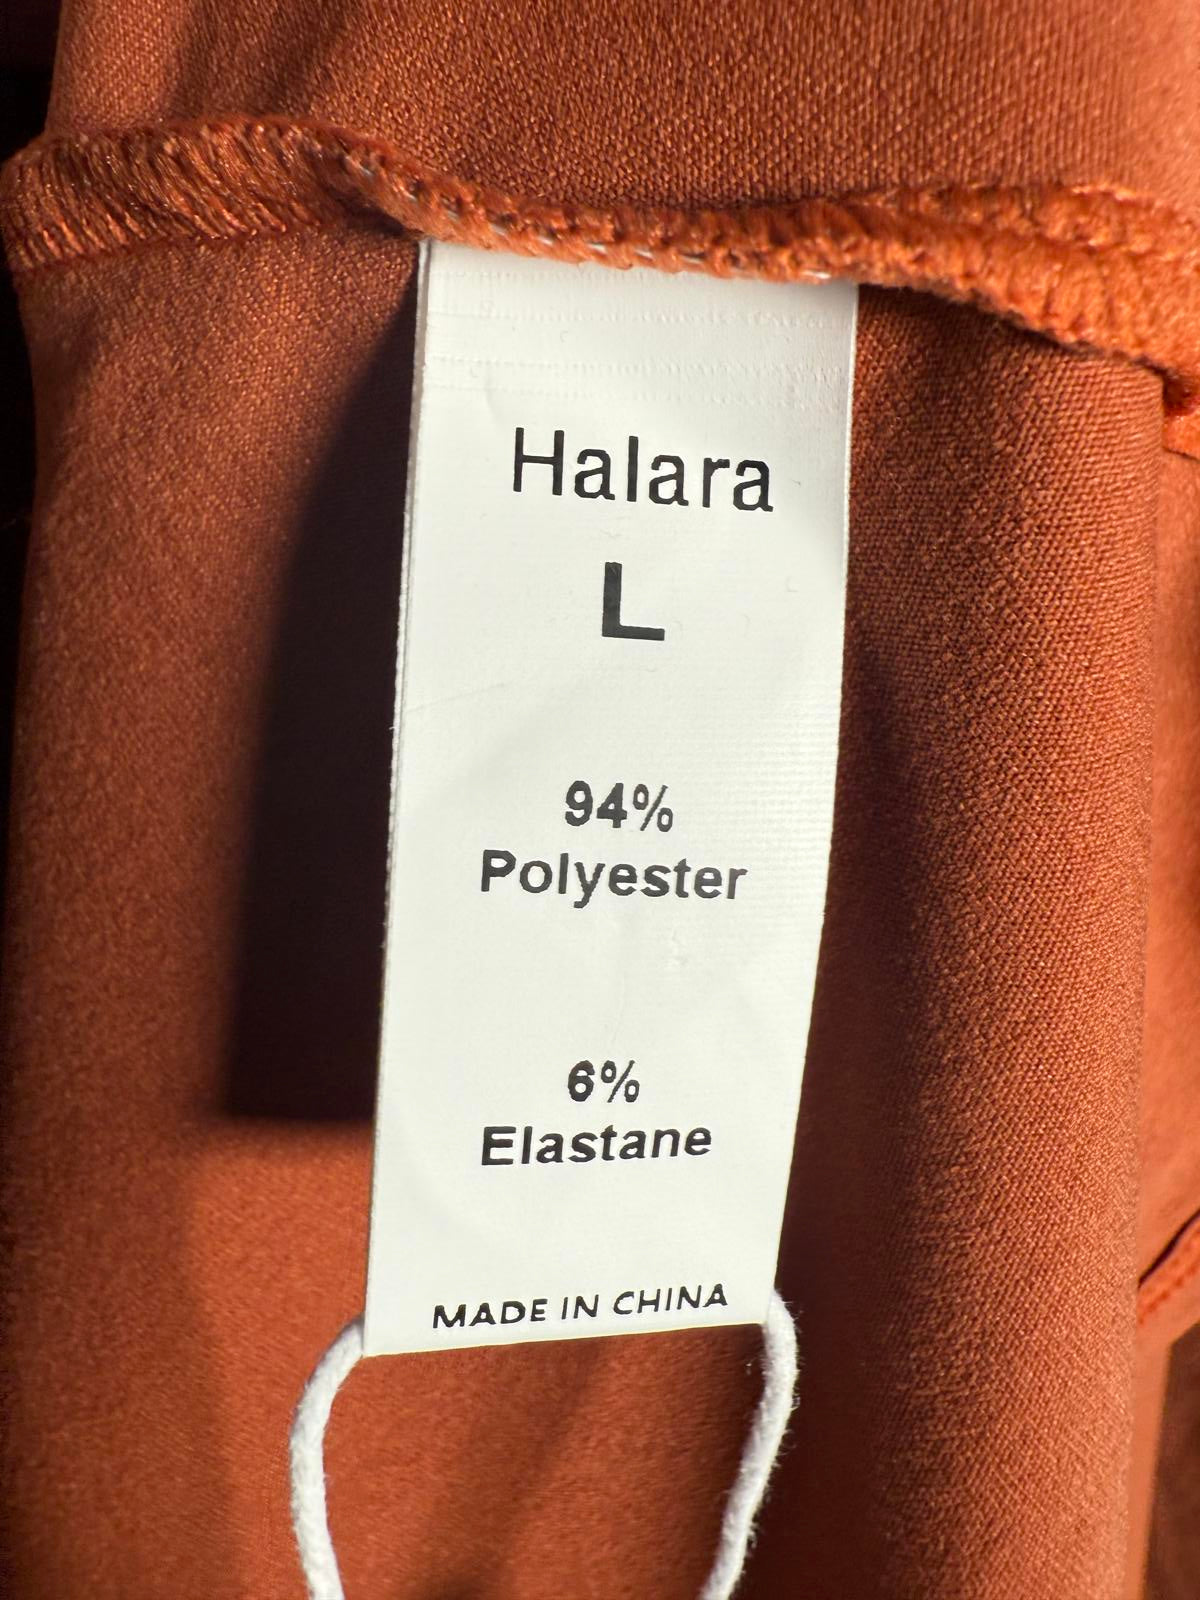 Halara
L
94%
Polyester
6%
Elastane
MADE IN CHINA